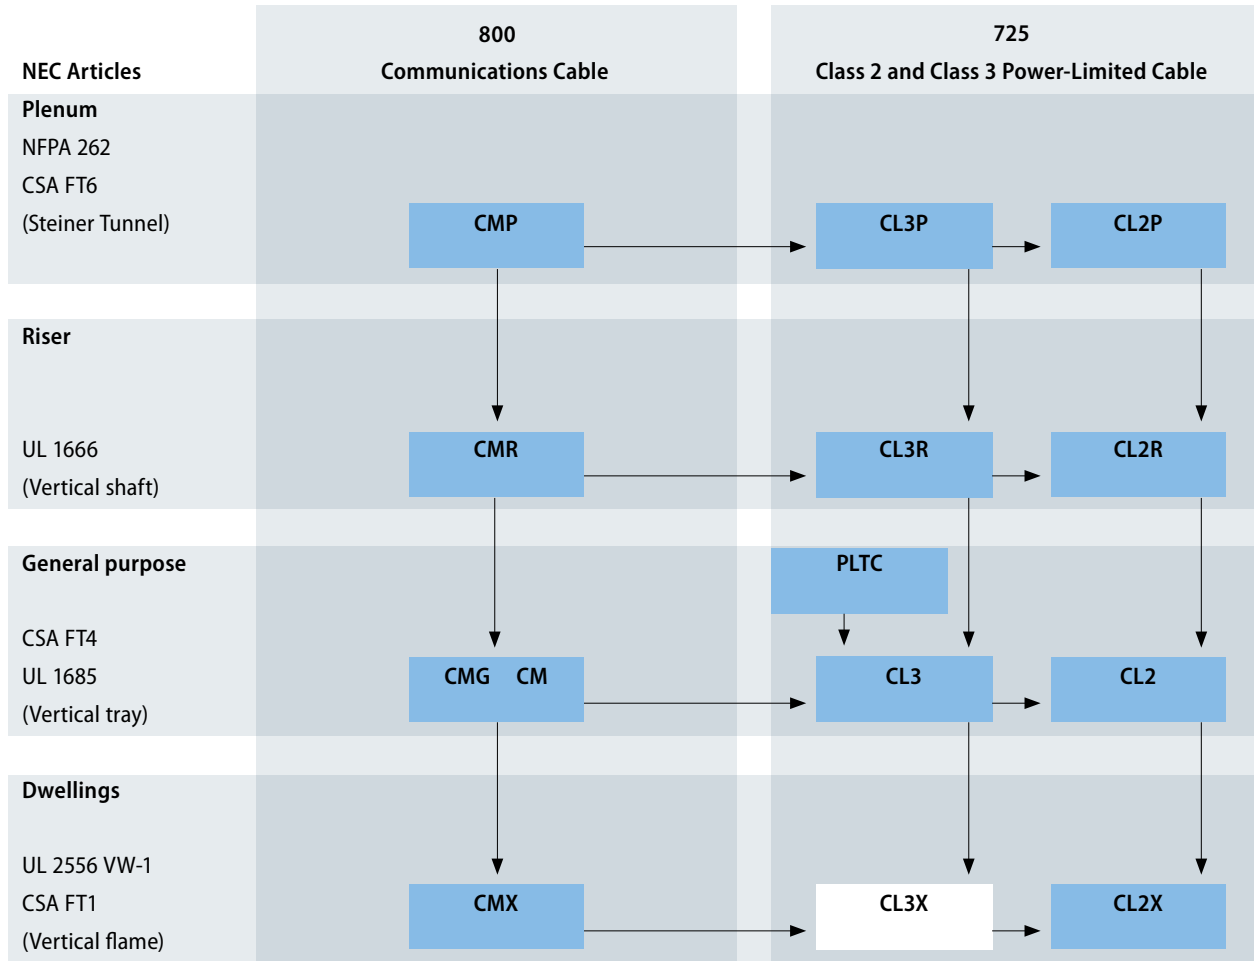 800
725
NEC Articles
Communications Cable
Class 2 and Class 3 Power-Limited Cable
Plenum
NFPA 262
CSA FT6
(Steiner Tunnel)
CMP
CL3P
CL2P
Riser
UL 1666
(Vertical shaft)
CMR
CL3R
CL2R
General purpose
PLTC
CSA FT4
UL 1685
(Vertical tray)
CMG CM
CL3
CL2
Dwellings
UL 2556 VW-1
CSA FT1
(Vertical flame)
CMX
CL3X
CL2X